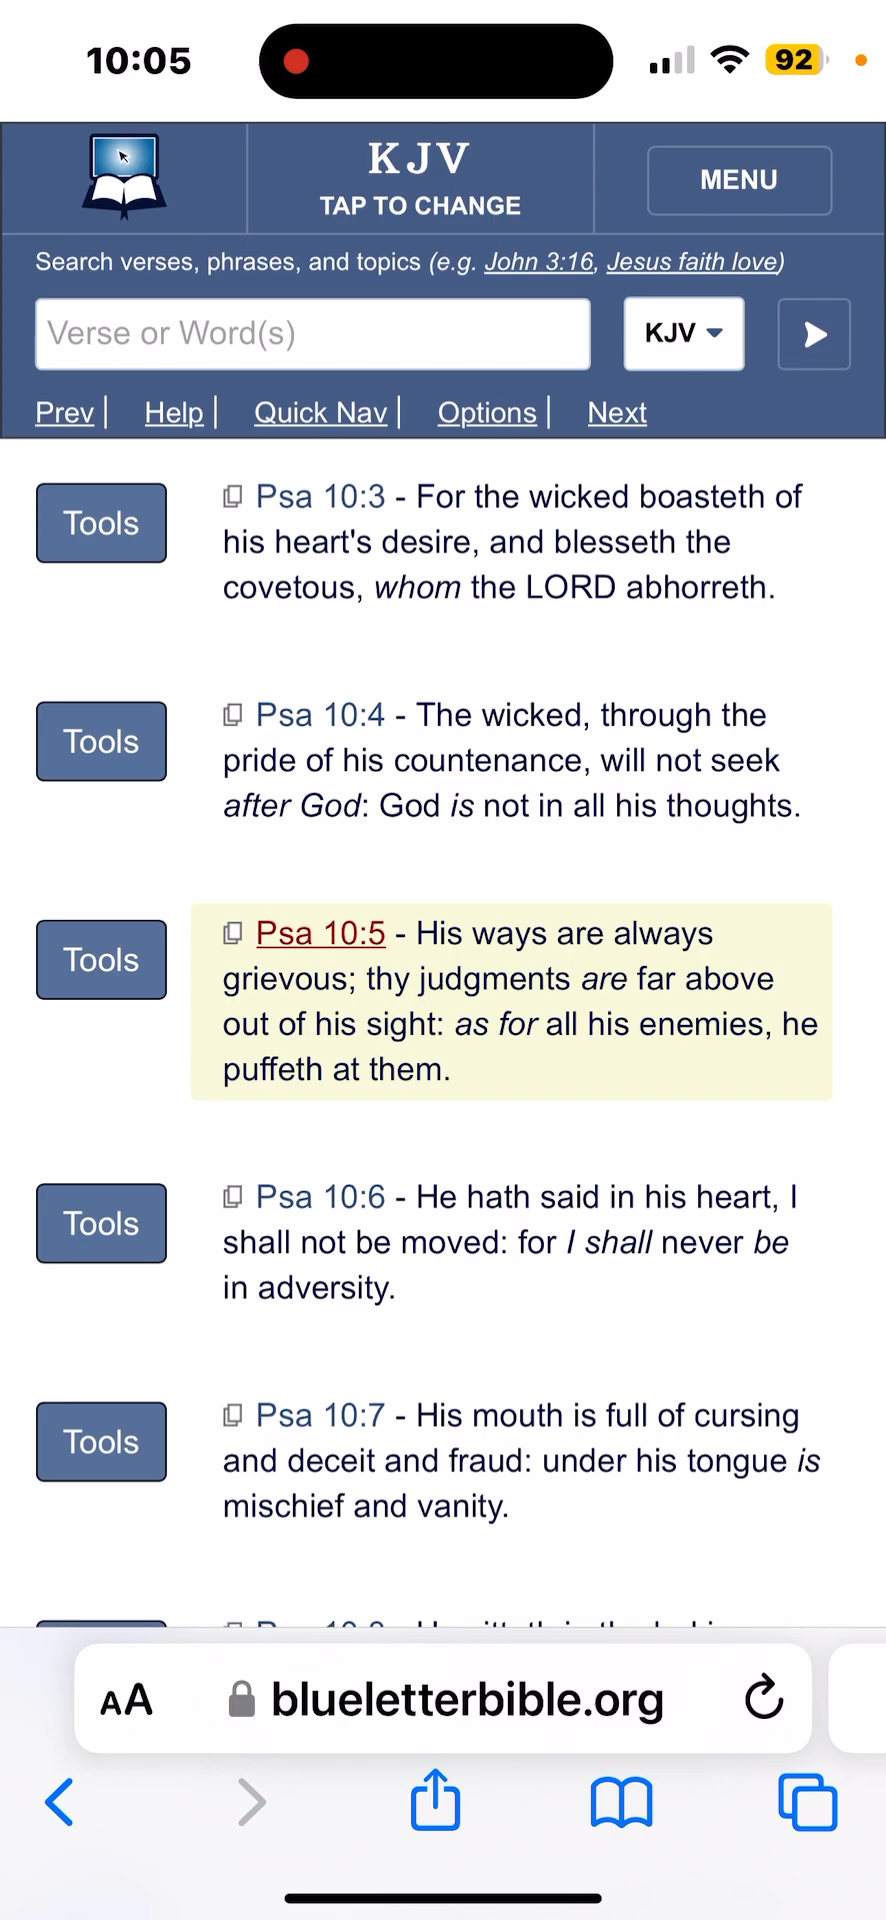 10:05
92
KJV
TAP TO CHANGE
MENU
Search verses, phrases, and topics (e.g. John 3:16, Jesus faith love)
Verse or Word(s)
KJV
Prev | Help | Quick Nav | Options | Next
Tools
Psa 10:3 - For the wicked boasteth of
his heart's desire, and blesseth the
covetous, whom the LORD abhorreth.
Tools
Psa 10:4 - The wicked, through the
pride of his countenance, will not seek
after God: God is not in all his thoughts.
Tools
Psa 10:5 - His ways are always
grievous; thy judgments are far above
out of his sight: as for all his enemies, he
puffeth at them.
Tools
Psa 10:6 - He hath said in his heart, I
shall not be moved: for I shall never be
in adversity.
Tools
Psa 10:7 - His mouth is full of cursing
and deceit and fraud: under his tongue is
mischief and vanity.
AA
blueletterbible.org